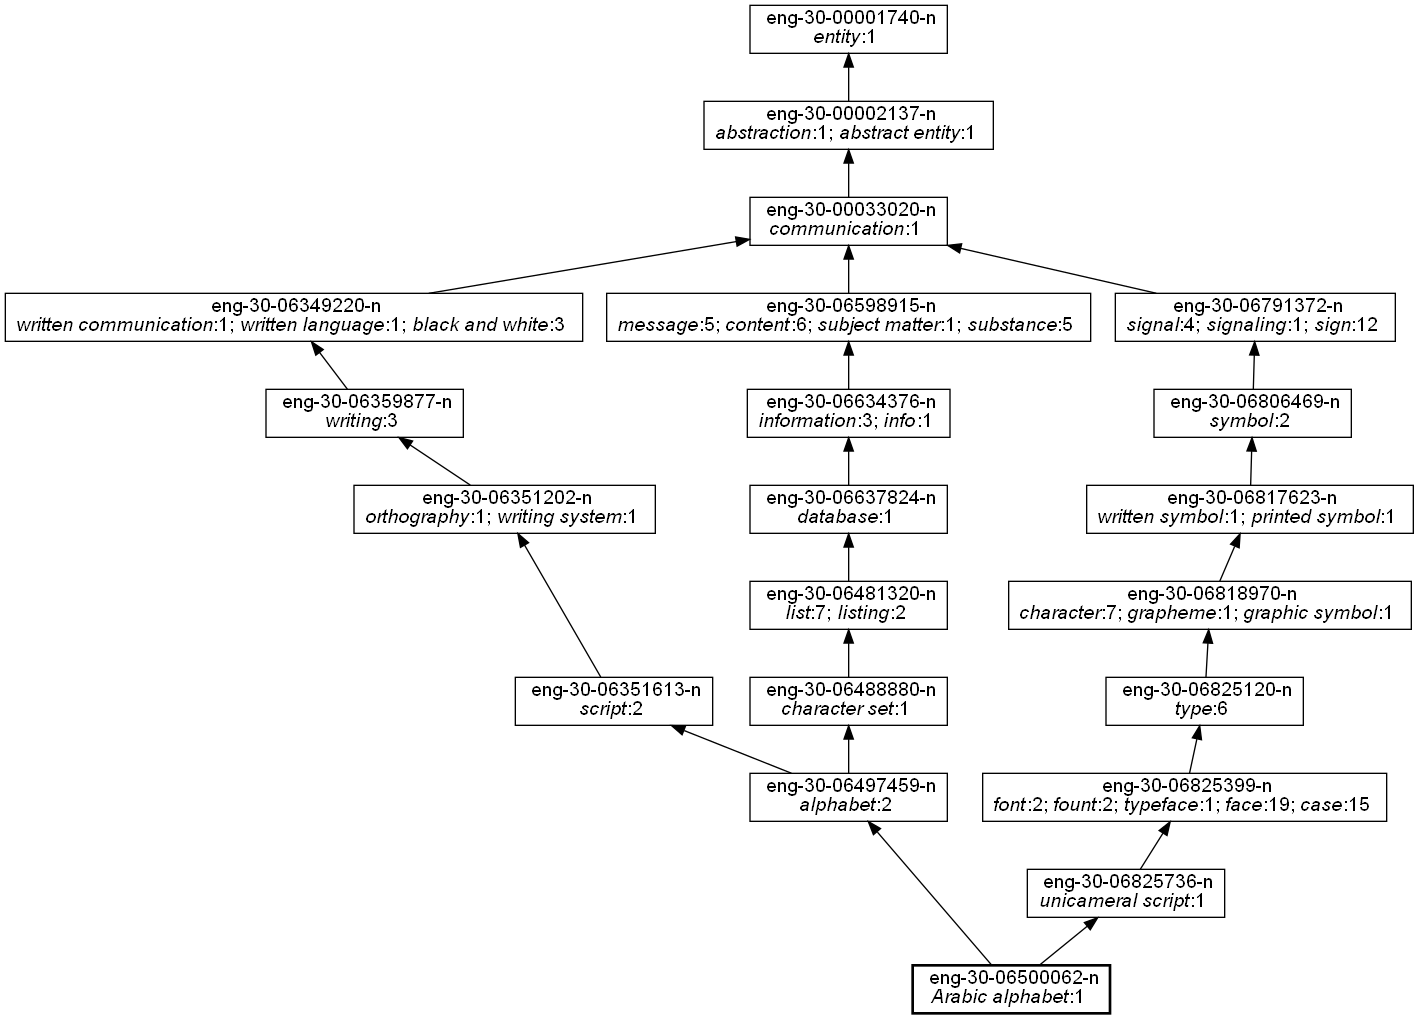 eng-30-00001740-n
entity:1
eng-30-00002137-n
abstraction:1; abstract entity:1
eng-30-00033020-n
communication:1
eng-30-06349220-n
written communication:1; written language:1; black and white:3
eng-30-06598915-n
message:5; content:6; subject matter:1; substance:5
eng-30-06791372-n
signal:4; signaling:1; sign:12
eng-30-06359877-n
writing:3
eng-30-06634376-n
information:3; info:1
eng-30-06806469-n
symbol:2
eng-30-06351202-n
orthography:1; writing system:1
eng-30-06637824-n
database:1
eng-30-06817623-n
written symbol:1; printed symbol:1
eng-30-06481320-n
list:7; listing:2
eng-30-06818970-n
character:7; grapheme:1; graphic symbol:1
eng-30-06351613-n
script:2
eng-30-06488880-n
character set:1
eng-30-06825120-n
type:6
eng-30-06497459-n
alphabet:2
eng-30-06825399-n
font:2; fount:2; typeface:1; face:19; case:15
eng-30-06825736-n
unicameral script:1
eng-30-06500062-n
Arabic alphabet:1